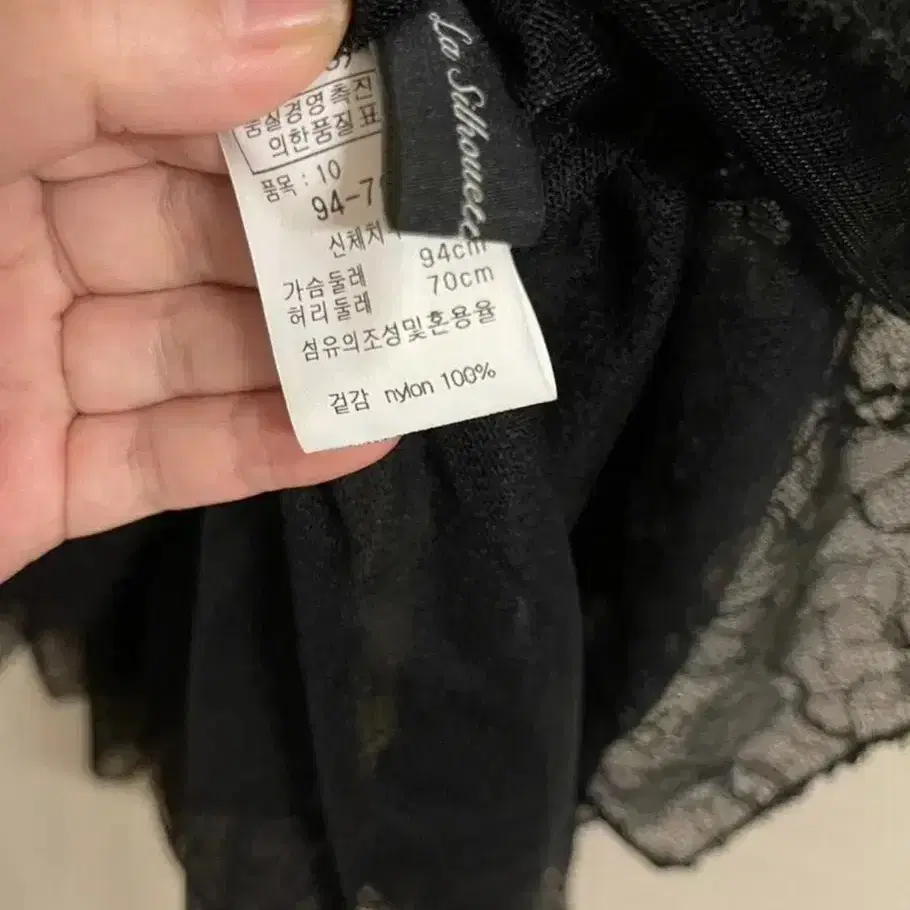 품질경영촉진
의한품질표
품목 : 10
94-7
신체치
94cm
가슴둘레 70cm
허리둘레
섬유의조성및혼용율
겉감 nylon 100%
La Silhouette